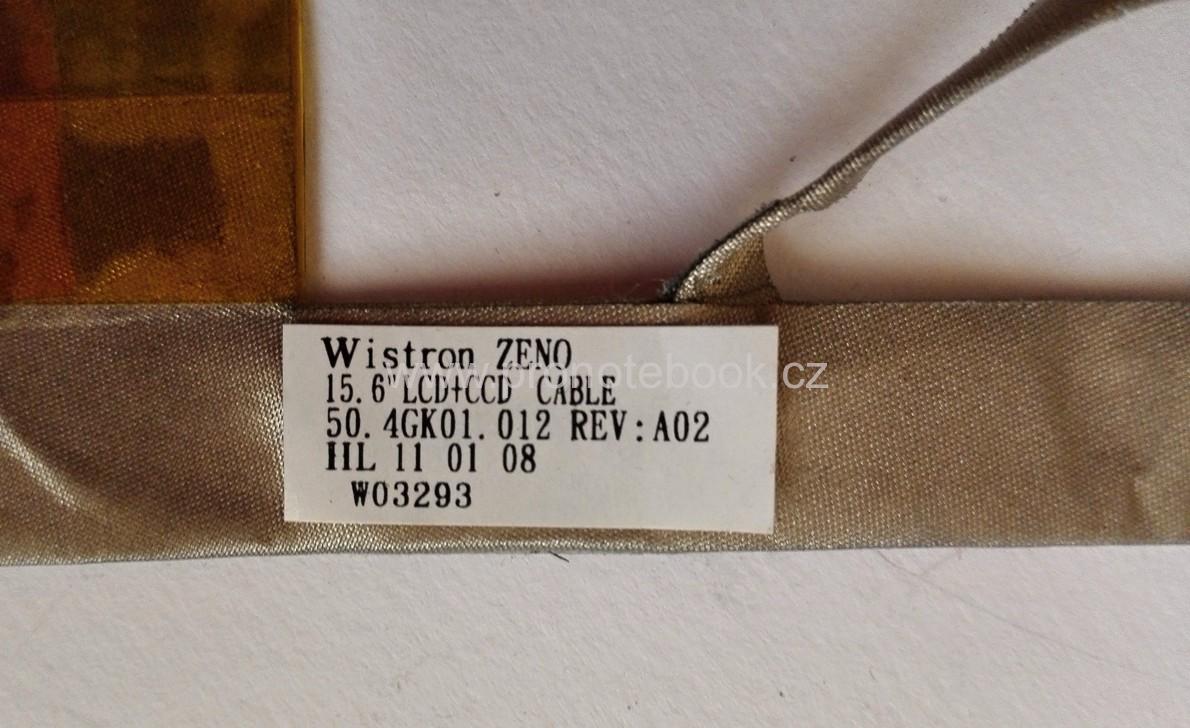 Wistron ZENO
15.6"LCD+CCD CABLE
www.pronotebook.cz
50.4GK01.012 REV:A02
HL 11 01 08
W03293